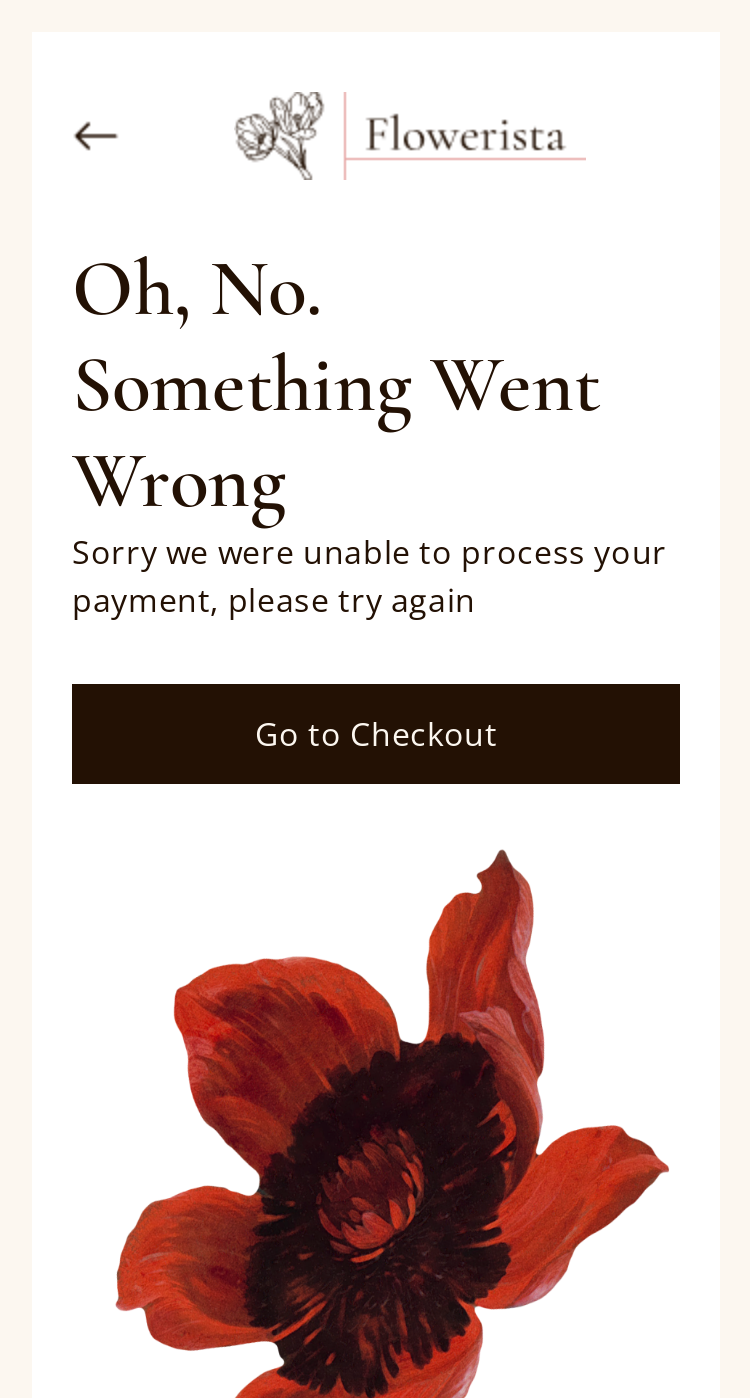 Flowerista
Oh, No.
Something Went
Wrong
Sorry we were unable to process your
payment, please try again
Go to Checkout